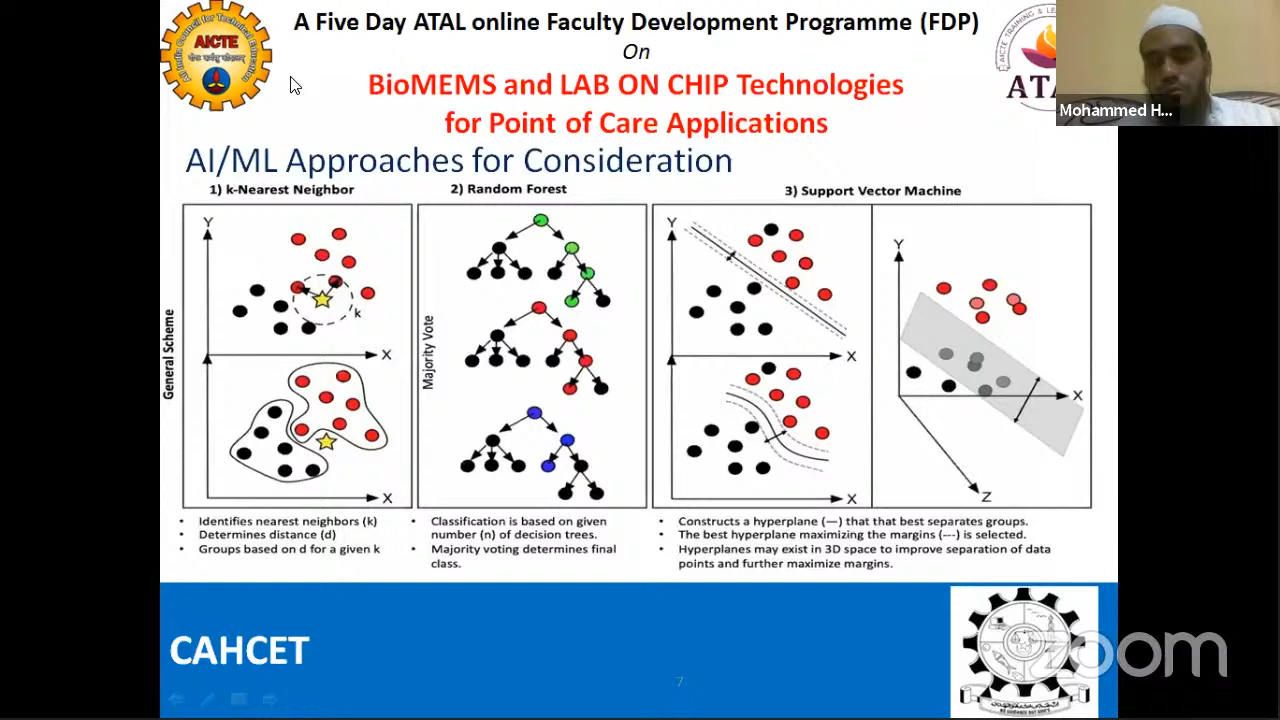 A Five Day ATAL online Faculty Development Programme (FDP)
On
BioMEMS and LAB ON CHIP Technologies
for Point of Care Applications
AICTE
ATA
Mohammed H...
AI/ML Approaches for Consideration
1) k-Nearest Neighbor
2) Random Forest
3) Support Vector Machine
General Scheme
Majority Vote
Y
k
X
X
Y
X
X
Y
X
Z
• Identifies nearest neighbors (k)
• Determines distance (d)
• Groups based on d for a given k
• Classification is based on given
number (n) of decision trees.
• Majority voting determines final
class.
• Constructs a hyperplane (—) that that best separates groups.
• The best hyperplane maximizing the margins (---) is selected.
• Hyperplanes may exist in 3D space to improve separation of data
points and further maximize margins.
CAHCET
7
zoom